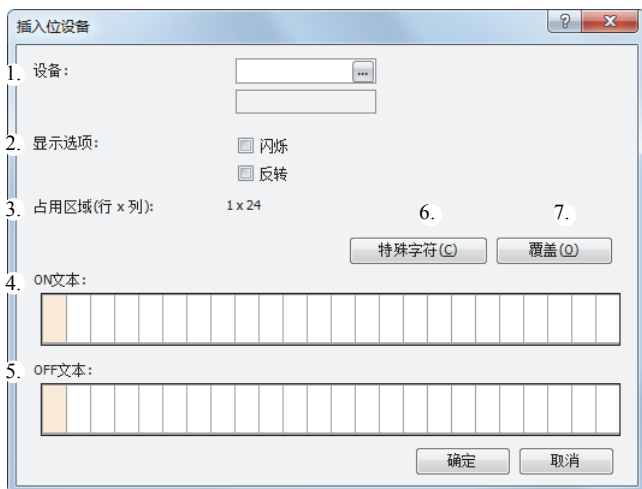 插入位设备
?
X
1. 设备:
...
2. 显示选项:
闪烁
反转
3. 占用区域(行 x 列): 1 x 24
6. 7.
特殊字符(C) 覆盖(O)
4. ON文本:
5. OFF文本:
确定 取消